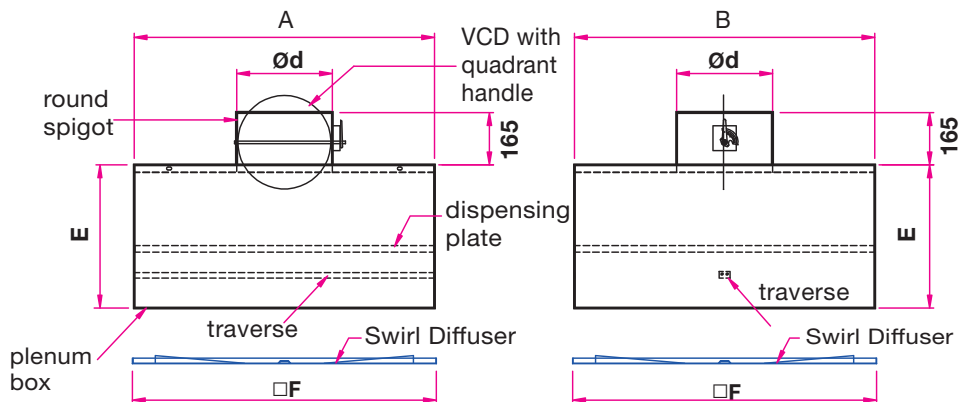 A
Ød
VCD with
quadrant
handle
round
spigot
165
E
dispensing
plate
traverse
plenum
box
Swirl Diffuser
□F
B
Ød
165
E
traverse
Swirl Diffuser
□F